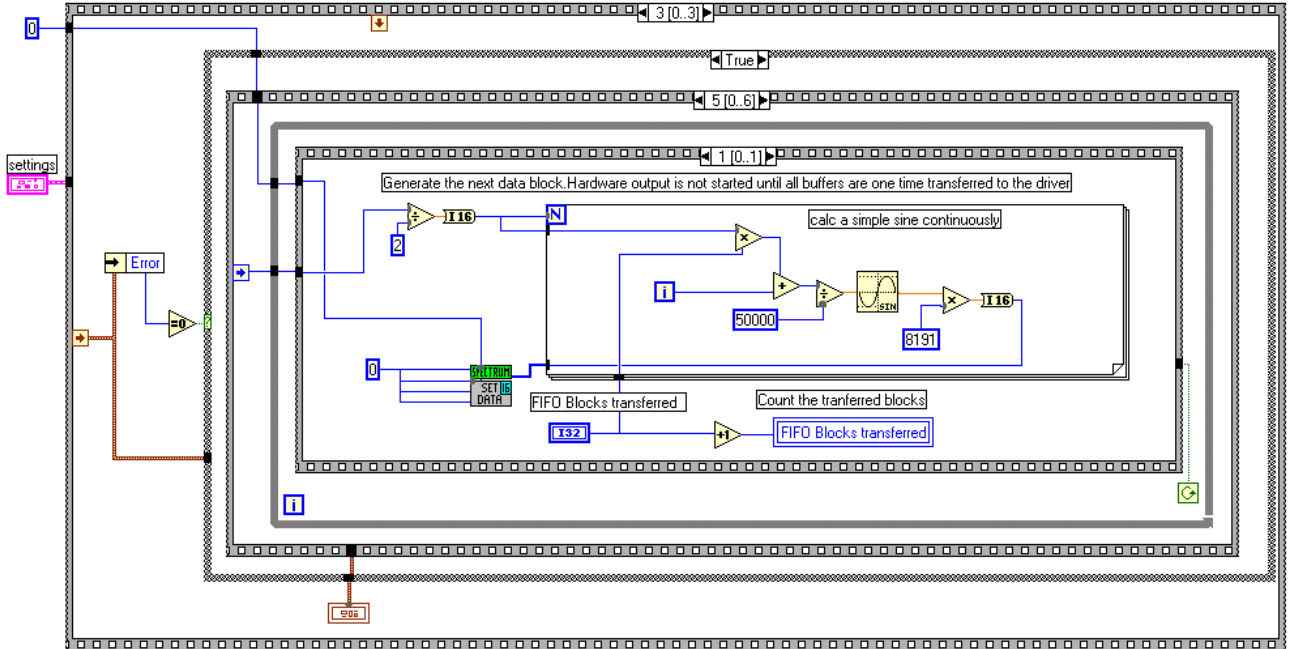 3 [0..3]
0
True
5 [0..6]
1 [0..1]
settings
Generate the next data block.Hardware output is not started until all buffers are one time transferred to the driver
÷
I16
N
calc a simple sine continuously
2
×
Error
i
+
÷
SIN
×
I16
50000
=0
?
8191
0
SPECTRUM
SET 16
DATA
FIFO Blocks transferred
Count the tranferred blocks
I32
+1
FIFO Blocks transferred
i